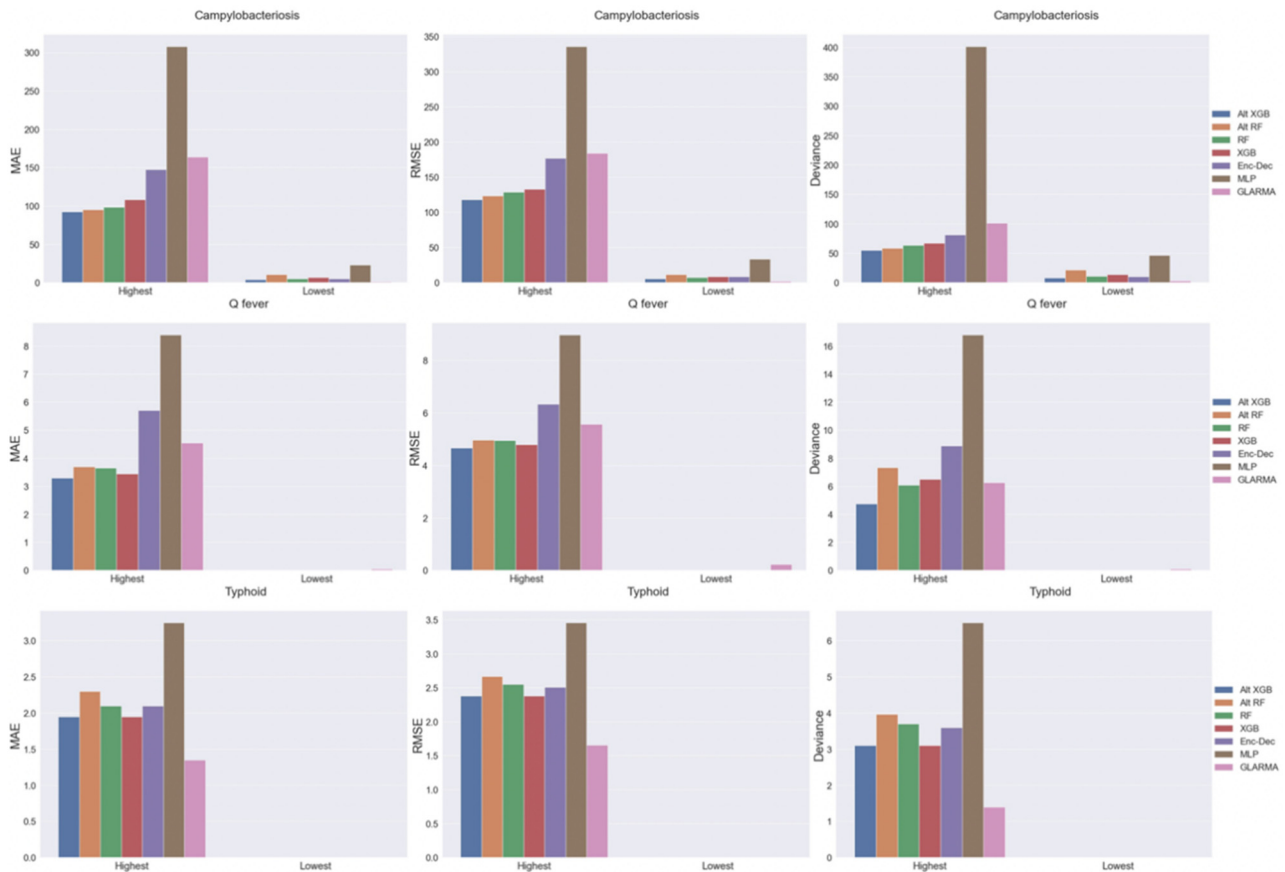 Campylobacteriosis
MAE
300
250
200
150
100
50
0
Highest
Lowest
Campylobacteriosis
RMSE
350
300
250
200
150
100
50
0
Highest
Lowest
Campylobacteriosis
Deviance
400
350
300
250
200
150
100
50
0
Highest
Lowest
Alt XGB
Alt RF
RF
XGB
Enc-Dec
MLP
GLARMA
Q fever
MAE
8
7
6
5
4
3
2
1
0
Highest
Lowest
Q fever
RMSE
8
6
4
2
0
Highest
Lowest
Q fever
Deviance
16
14
12
10
8
6
4
2
0
Highest
Lowest
Alt XGB
Alt RF
RF
XGB
Enc-Dec
MLP
GLARMA
Typhoid
MAE
3.0
2.5
2.0
1.5
1.0
0.5
0.0
Highest
Lowest
Typhoid
RMSE
3.5
3.0
2.5
2.0
1.5
1.0
0.5
0.0
Highest
Lowest
Typhoid
Deviance
6
5
4
3
2
1
0
Highest
Lowest
Alt XGB
Alt RF
RF
XGB
Enc-Dec
MLP
GLARMA